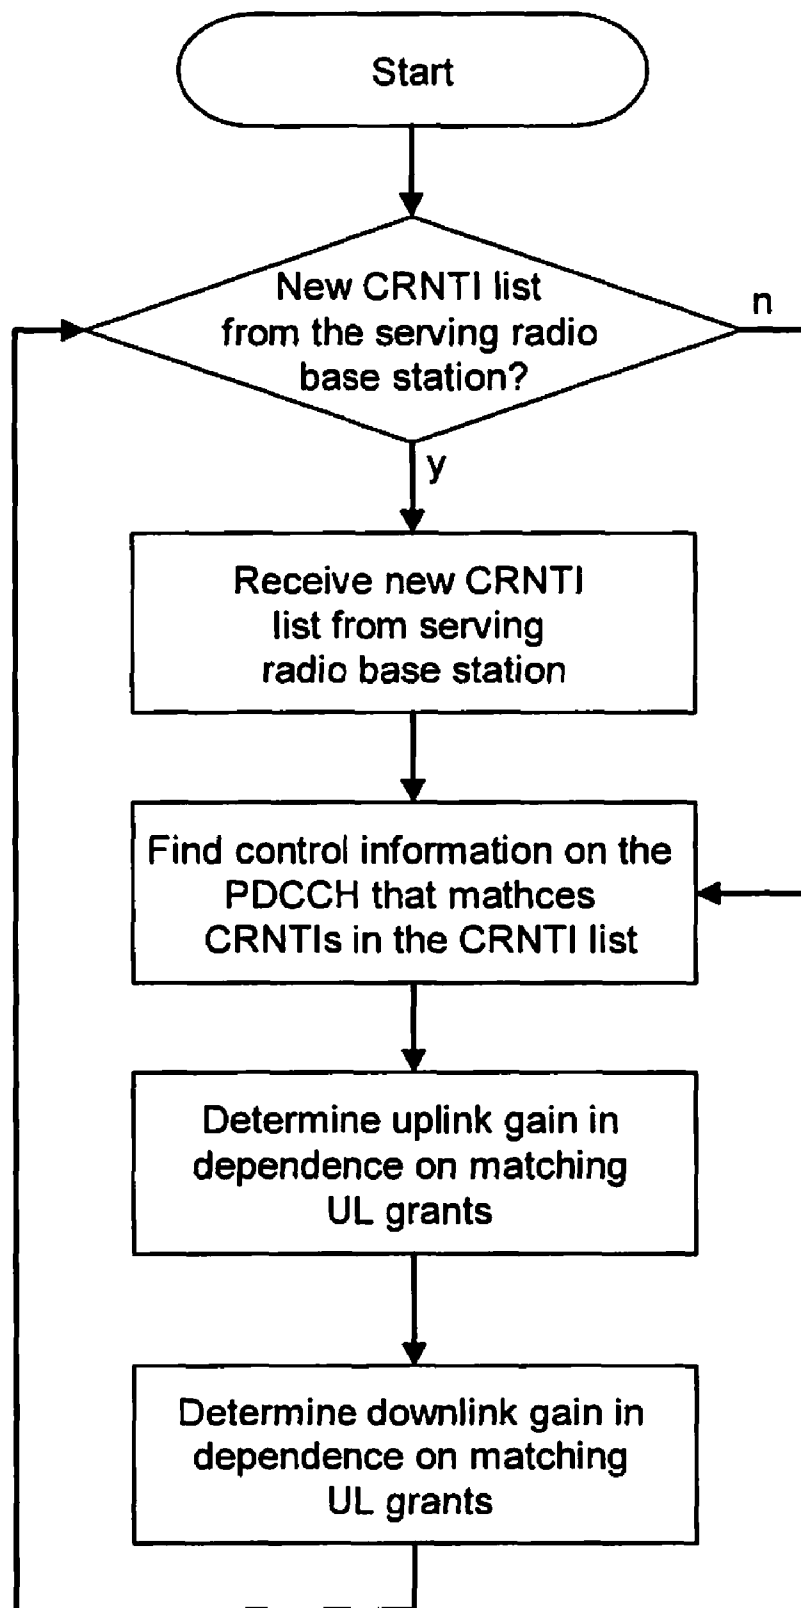 Start
New CRNTI list
from the serving radio
base station?
n
y
Receive new CRNTI
list from serving
radio base station
Find control information on the
PDCCH that mathces
CRNTIs in the CRNTI list
Determine uplink gain in
dependence on matching
UL grants
Determine downlink gain in
dependence on matching
UL grants